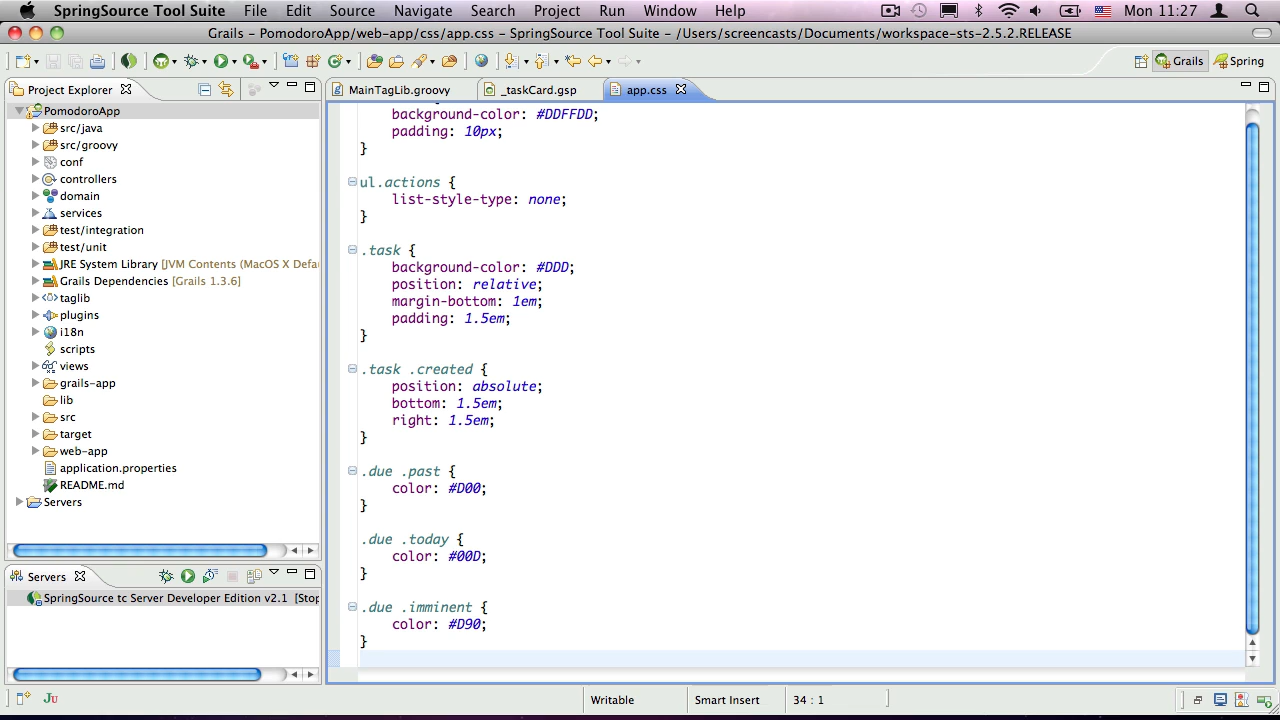 SpringSource Tool Suite File Edit Source Navigate Search Project Run Window Help Mon 11:27
Grails - PomodoroApp/web-app/css/app.css - SpringSource Tool Suite - /Users/screencasts/Documents/workspace-sts-2.5.2.RELEASE
Grails Spring
Project Explorer
MainTagLib.groovy
_taskCard.gsp
app.css
PomodoroApp
src/java
src/groovy
conf
controllers
domain
services
test/integration
test/unit
JRE System Library [JVM Contents (MacOS X Defa
Grails Dependencies [Grails 1.3.6]
taglib
plugins
i18n
scripts
views
grails-app
lib
src
target
web-app
application.properties
README.md
Servers
background-color: #DDFFDD;
padding: 10px;
}
ul.actions {
list-style-type: none;
}
.task {
background-color: #DDD;
position: relative;
margin-bottom: 1em;
padding: 1.5em;
}
.task .created {
position: absolute;
bottom: 1.5em;
right: 1.5em;
}
.due .past {
color: #D00;
}
.due .today {
color: #00D;
}
.due .imminent {
color: #D90;
}
Servers
SpringSource tc Server Developer Edition v2.1 [Stop
Ju
Writable
Smart Insert
34 : 1